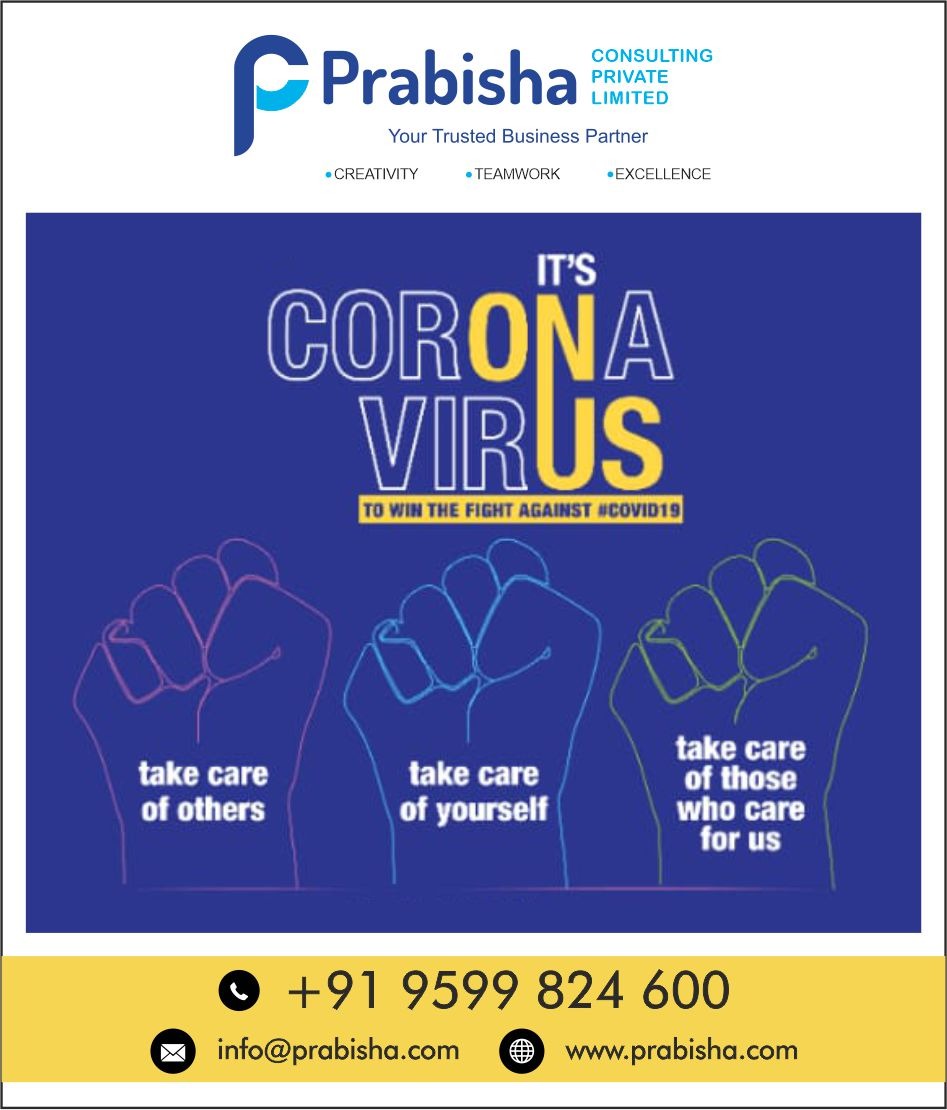 Prabisha
CONSULTING
PRIVATE
LIMITED
Your Trusted Business Partner
•CREATIVITY •TEAMWORK •EXCELLENCE
IT'S
CORONA
VIRUS
TO WIN THE FIGHT AGAINST #COVID19
take care
of others
take care
of yourself
take care
of those
who care
for us
+91 9599 824 600
info@prabisha.com www.prabisha.com